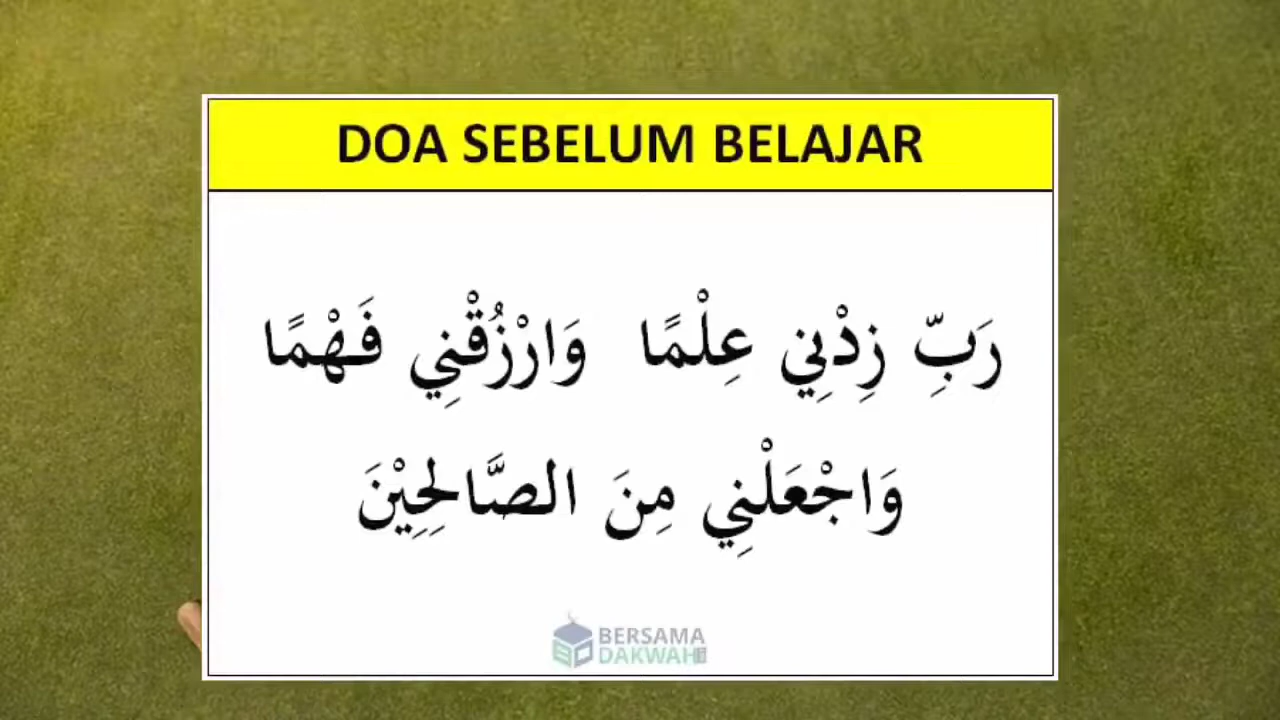 DOA SEBELUM BELAJAR
رَبِّ زِدْنِي عِلْمًا وَارْزُقْنِي فَهْمًا
وَاجْعَلْنِي مِنَ الصَّالِحِيْنَ
BERSAMA
DAKWAH